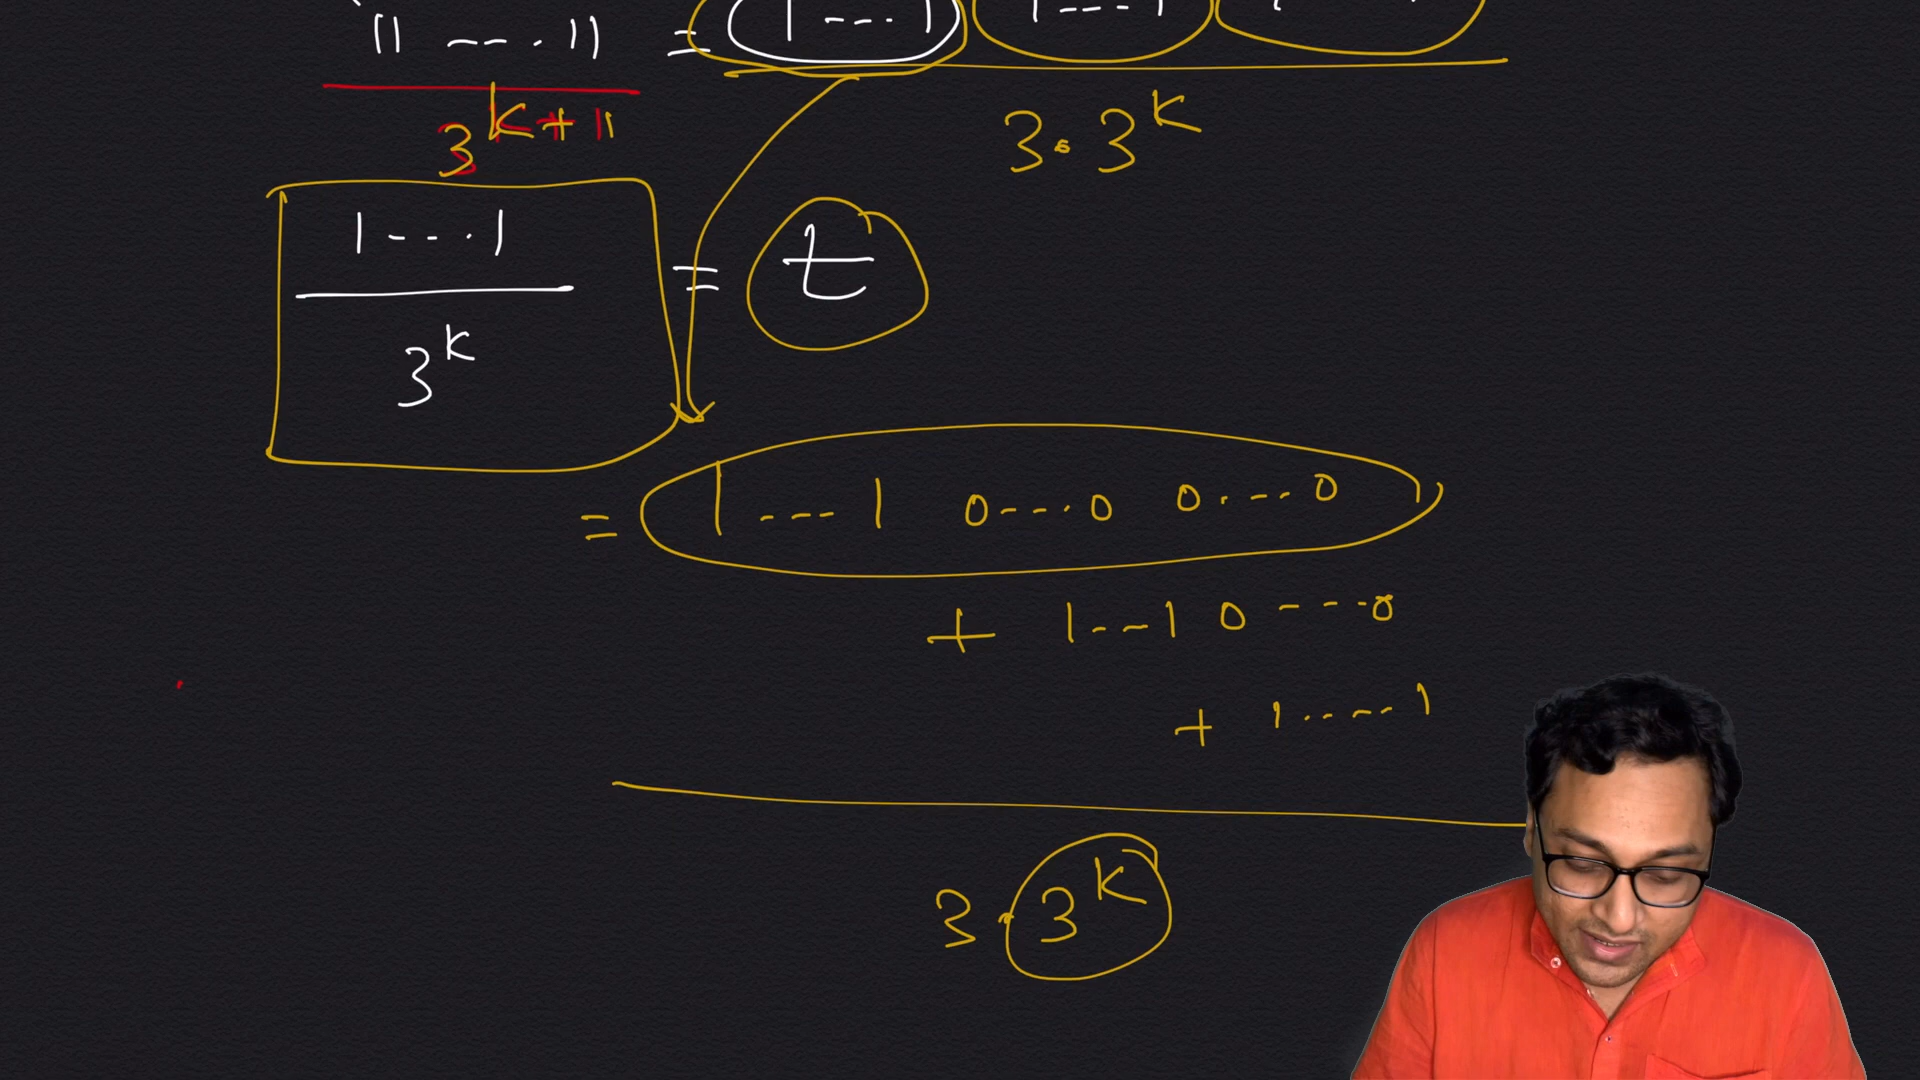 11 --.11 = 1 --.1 1---1
3^k+1 3.3^k
1--.1 = t
3^k
= 1---1 0--.0 0.--0
+ 1--1 0---0
+ 1..--1
3.3^k